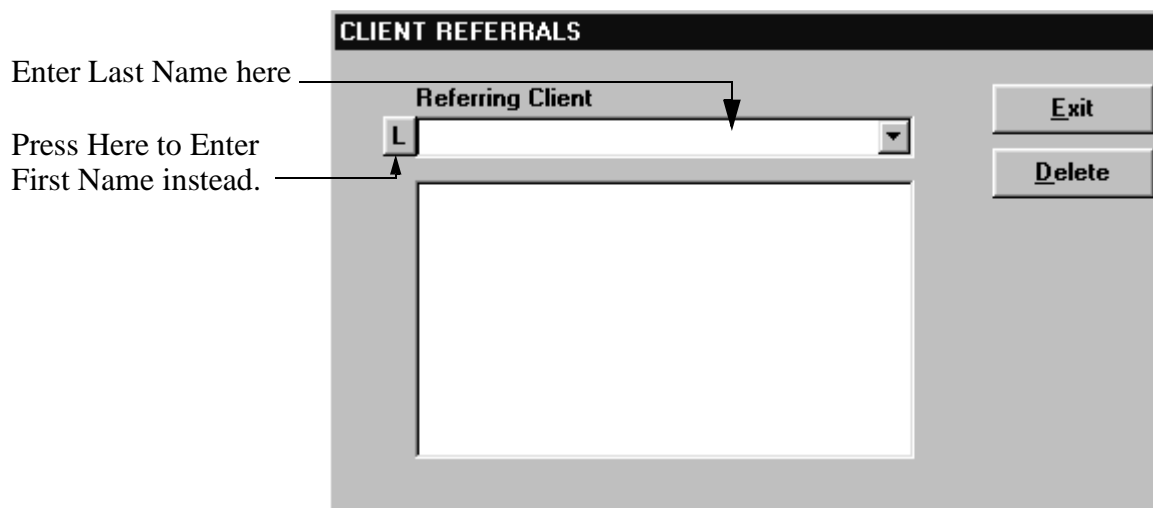 CLIENT REFERRALS
Enter Last Name here
Referring Client
Exit
L
Press Here to Enter
First Name instead.
Delete